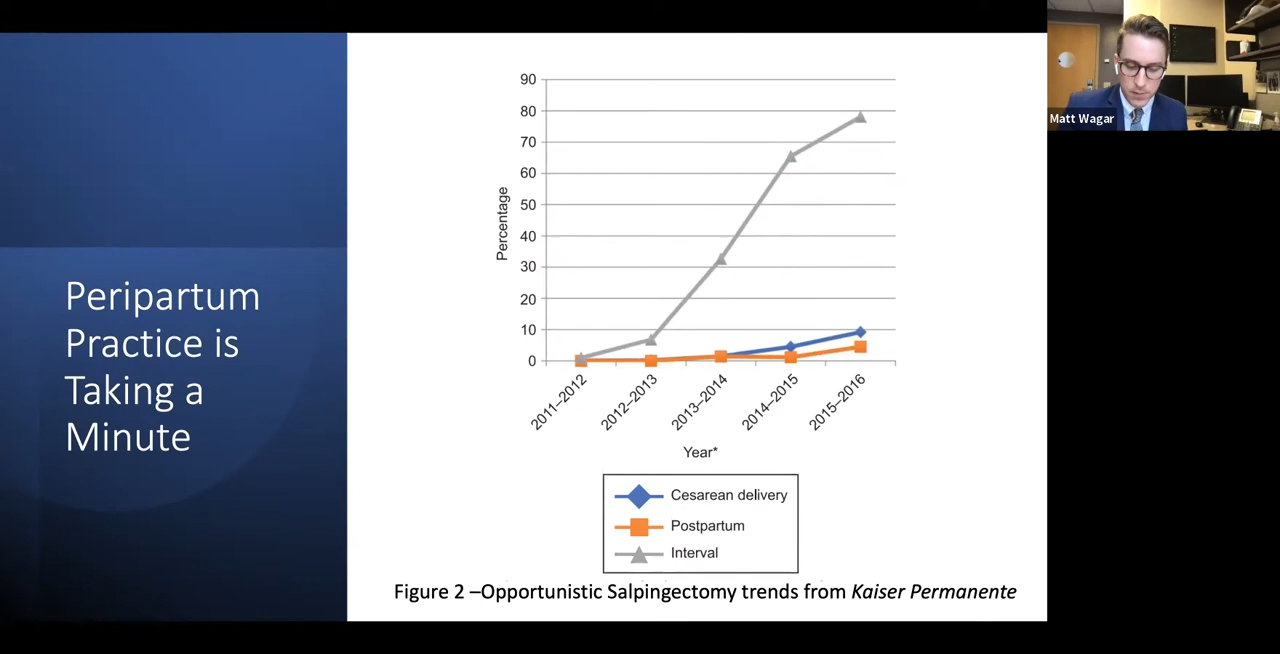 Peripartum
Practice is
Taking a
Minute
Percentage
90
80
70
60
50
40
30
20
10
0
2011–2012
2012–2013
2013–2014
2014–2015
2015–2016
Year*
Cesarean delivery
Postpartum
Interval
Figure 2 –Opportunistic Salpingectomy trends from Kaiser Permanente
Matt Wagar